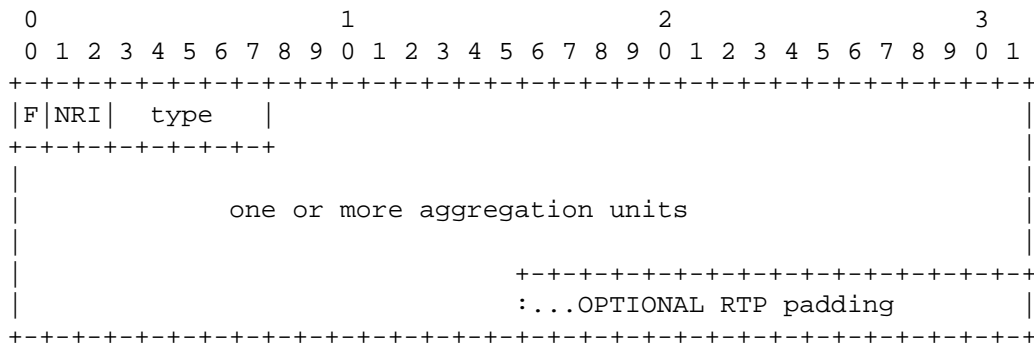 0                   1                   2                   3
 0 1 2 3 4 5 6 7 8 9 0 1 2 3 4 5 6 7 8 9 0 1 2 3 4 5 6 7 8 9 0 1
+-+-+-+-+-+-+-+-+-+-+-+-+-+-+-+-+-+-+-+-+-+-+-+-+-+-+-+-+-+-+-+-+
|F|NRI|  type   |                                               |
+-+-+-+-+-+-+-+-+                                               |
|                                                               |
|             one or more aggregation units                     |
|                                                               |
|                               +-+-+-+-+-+-+-+-+-+-+-+-+-+-+-+-+
|                               :...OPTIONAL RTP padding        |
+-+-+-+-+-+-+-+-+-+-+-+-+-+-+-+-+-+-+-+-+-+-+-+-+-+-+-+-+-+-+-+-+